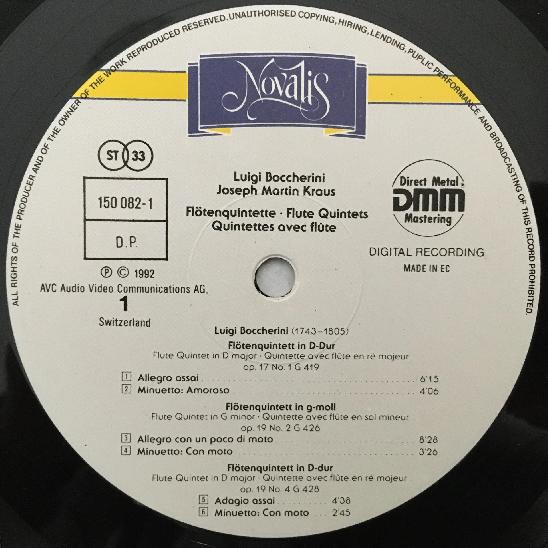 ALL RIGHTS OF THE PRODUCER AND OF THE OWNER OF THE WORK REPRODUCED RESERVED. UNAUTHORISED COPYING, HIRING, LENDING, PUPLIC PERFORMANCE AND BROADCASTING OF THIS RECORD PROHIBITED.
Novalis
ST 33
150 082-1
D.P.
Ⓟ © 1992
AVC Audio Video Communications AG,
1
Switzerland
Luigi Boccherini
Joseph Martin Kraus
Flötenquintette · Flute Quintets
Quintettes avec flûte
Direct Metal
DMM
Mastering
DIGITAL RECORDING
MADE IN EC
Luigi Boccherini (1743–1805)
Flötenquintett in D-Dur
Flute Quintet in D major · Quintette avec flûte en ré majeur
op. 17 No. 1 G 419
1 Allegro assai 6'15
2 Minuetto: Amoroso 4'06
Flötenquintett in g-moll
Flute Quintet in G minor · Quintette avec flûte en sol mineur
op. 19 No. 2 G 426
3 Allegro con un poco di moto 8'28
4 Minuetto: Con moto 3'26
Flötenquintett in D-dur
Flute Quintet in D major · Quintette avec flûte en ré majeur
op. 19 No. 4 G 428
5 Adagio assai 4'38
6 Minuetto: Con moto 2'45